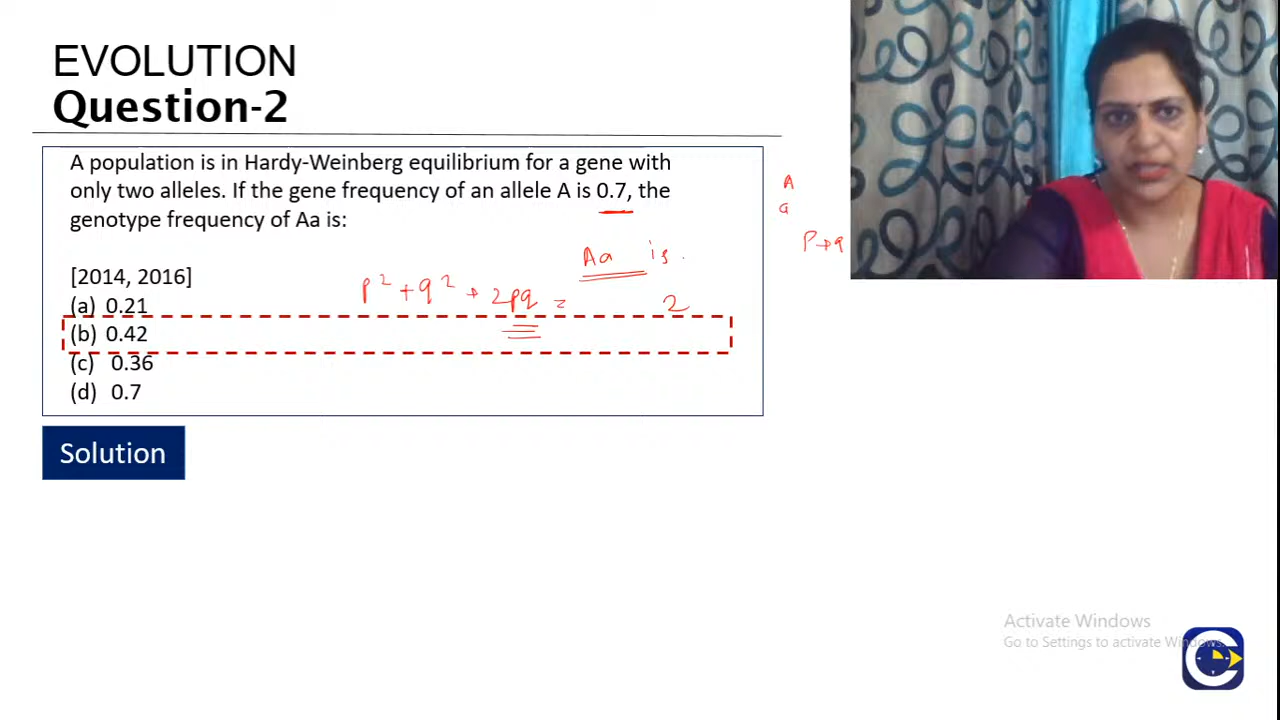 EVOLUTION
Question-2
A population is in Hardy-Weinberg equilibrium for a gene with
only two alleles. If the gene frequency of an allele A is 0.7, the
genotype frequency of Aa is:
A
a
P→q
Aa is.
[2014, 2016]
p² + q² + 2pq =
2
(a) 0.21
(b) 0.42
(c) 0.36
(d) 0.7
Solution
Activate Windows
Go to Settings to activate Windows.